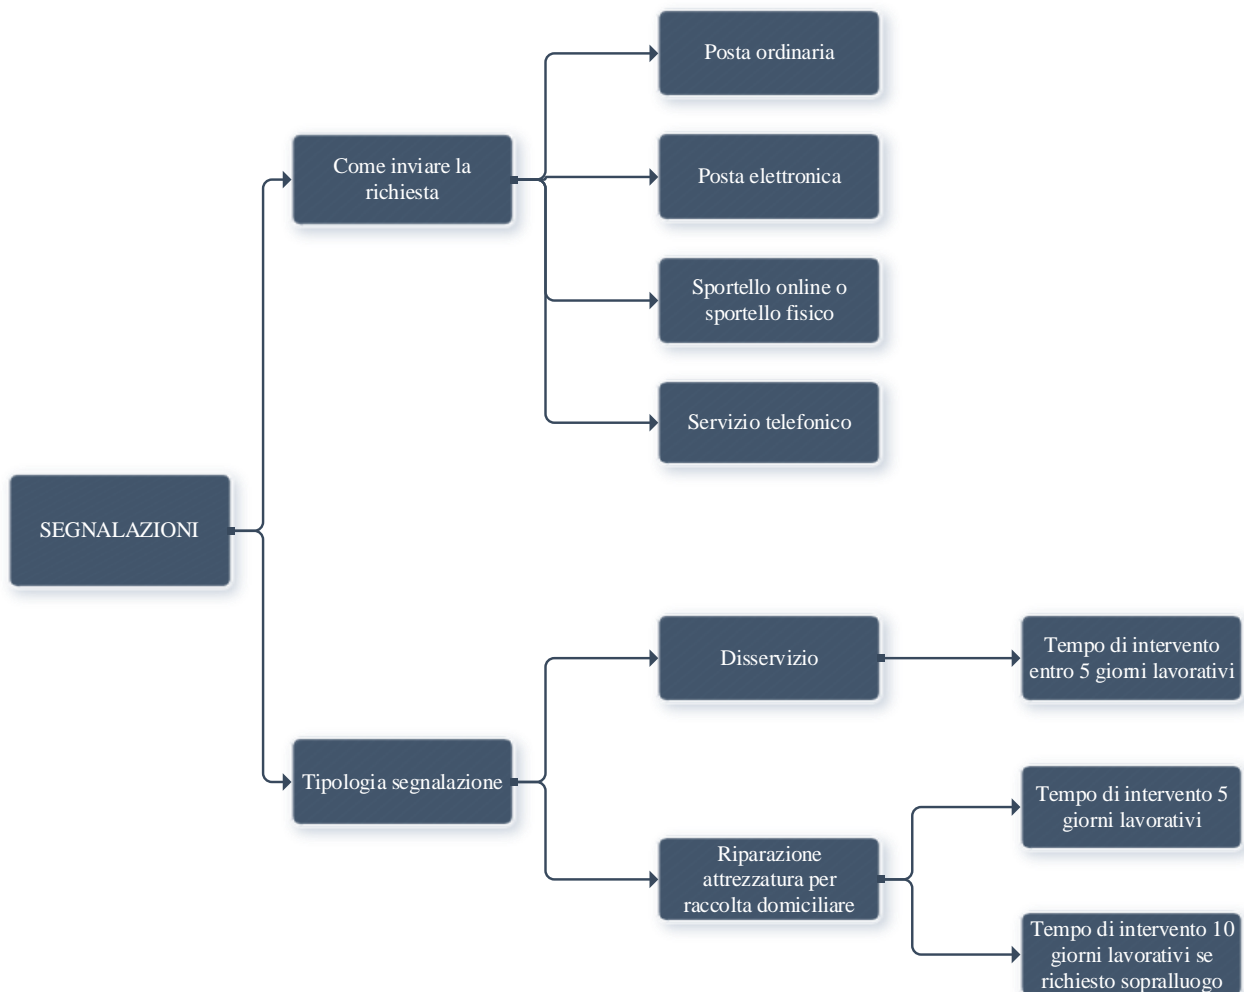 Posta ordinaria
Come inviare la
richiesta
Posta elettronica
Sportello online o
sportello fisico
Servizio telefonico
SEGNALAZIONI
Disservizio
Tempo di intervento
entro 5 giorni lavorativi
Tipologia segnalazione
Tempo di intervento 5
giorni lavorativi
Riparazione
attrezzatura per
raccolta domiciliare
Tempo di intervento 10
giorni lavorativi se
richiesto sopralluogo